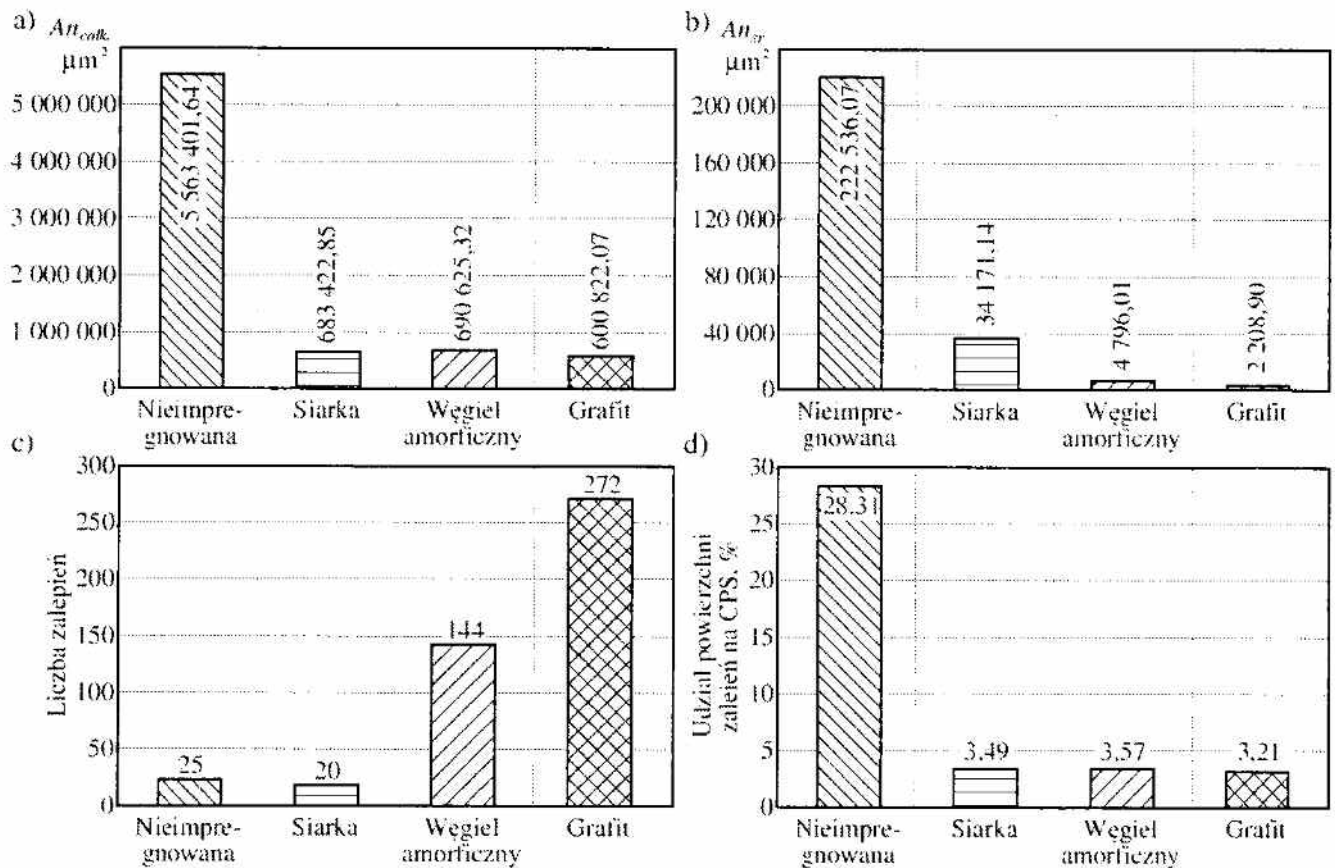 a) An_całk.
μm²
5 000 000
4 000 000
3 000 000
2 000 000
1 000 000
0
5 563 401,64
683 422,85
690 625,32
600 822,07
Nieimpre-
gnowana
Siarka
Węgiel
amorficzny
Grafit
b) An_śr
μm²
200 000
160 000
120 000
80 000
40 000
0
222 536,07
34 171,14
4 796,01
2 208,90
Nieimpre-
gnowana
Siarka
Węgiel
amorficzny
Grafit
c)
Liczba zalepień
300
250
200
150
100
50
0
25
20
144
272
Nieimpre-
gnowana
Siarka
Węgiel
amorficzny
Grafit
d)
Udział powierzchni
zaleień na CPS. %
30
25
20
15
10
5
0
28.31
3,49
3,57
3,21
Nieimpre-
gnowana
Siarka
Węgiel
amorficzny
Grafit